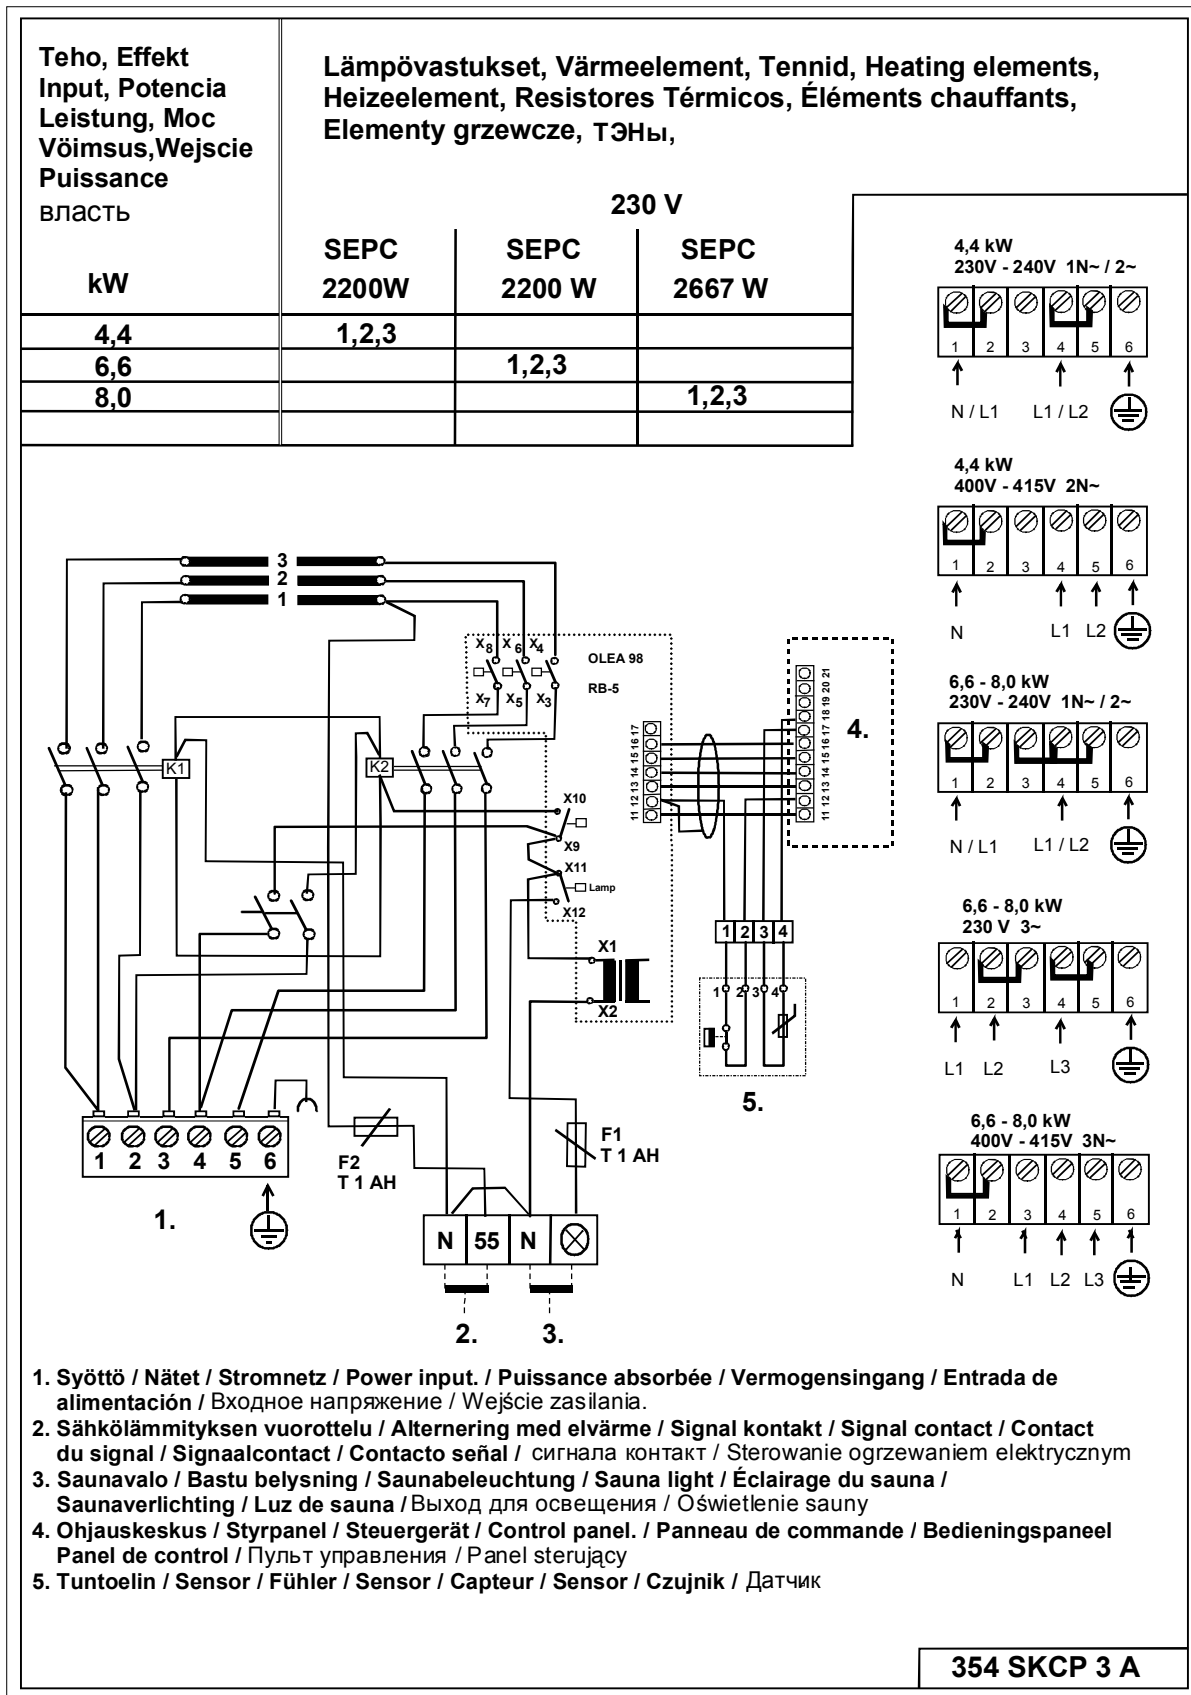 Teho, Effekt
Input, Potencia
Leistung, Moc
Vöimsus,Wejscie
Puissance
власть
kW
Lämpövastukset, Värmeelement, Tennid, Heating elements,
Heizeelement, Resistores Térmicos, Éléments chauffants,
Elementy grzewcze, ТЭНы,
230 V
SEPC SEPC SEPC
2200W 2200 W 2667 W
4,4 1,2,3
6,6 1,2,3
8,0 1,2,3
4,4 kW
230V - 240V 1N~ / 2~
1 2 3 4 5 6
N / L1 L1 / L2
4,4 kW
400V - 415V 2N~
1 2 3 4 5 6
N L1 L2
6,6 - 8,0 kW
230V - 240V 1N~ / 2~
1 2 3 4 5 6
N / L1 L1 / L2
6,6 - 8,0 kW
230 V 3~
1 2 3 4 5 6
L1 L2 L3
6,6 - 8,0 kW
400V - 415V 3N~
1 2 3 4 5 6
N L1 L2 L3
3
2
1
X8 X6 X4
OLEA 98
RB-5
X7 X5 X3
K1
K2
11 12 13 14 15 16 17
11 12 13 14 15 16 17 18 19 20 21
4.
X10
X9
X11
Lamp
X12
X1
X2
1 2 3 4
1 2 3 4
5.
1 2 3 4 5 6
1.
F2
T 1 AH
F1
T 1 AH
N 55 N
2. 3.
1. Syöttö / Nätet / Stromnetz / Power input. / Puissance absorbée / Vermogensingang / Entrada de
alimentación / Входное напряжение / Wejście zasilania.
2. Sähkölämmityksen vuorottelu / Alternering med elvärme / Signal kontakt / Signal contact / Contact
du signal / Signaalcontact / Contacto señal / сигнала контакт / Sterowanie ogrzewaniem elektrycznym
3. Saunavalo / Bastu belysning / Saunabeleuchtung / Sauna light / Éclairage du sauna /
Saunaverlichting / Luz de sauna / Выход для освещения / Oświetlenie sauny
4. Ohjauskeskus / Styrpanel / Steuergerät / Control panel. / Panneau de commande / Bedieningspaneel
Panel de control / Пульт управления / Panel sterujący
5. Tuntoelin / Sensor / Fühler / Sensor / Capteur / Sensor / Czujnik / Датчик
354 SKCP 3 A